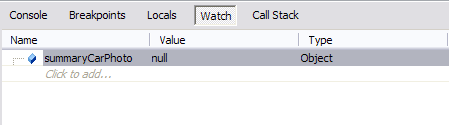 Console Breakpoints Locals Watch Call Stack
Name Value Type
summaryCarPhoto null Object
Click to add...